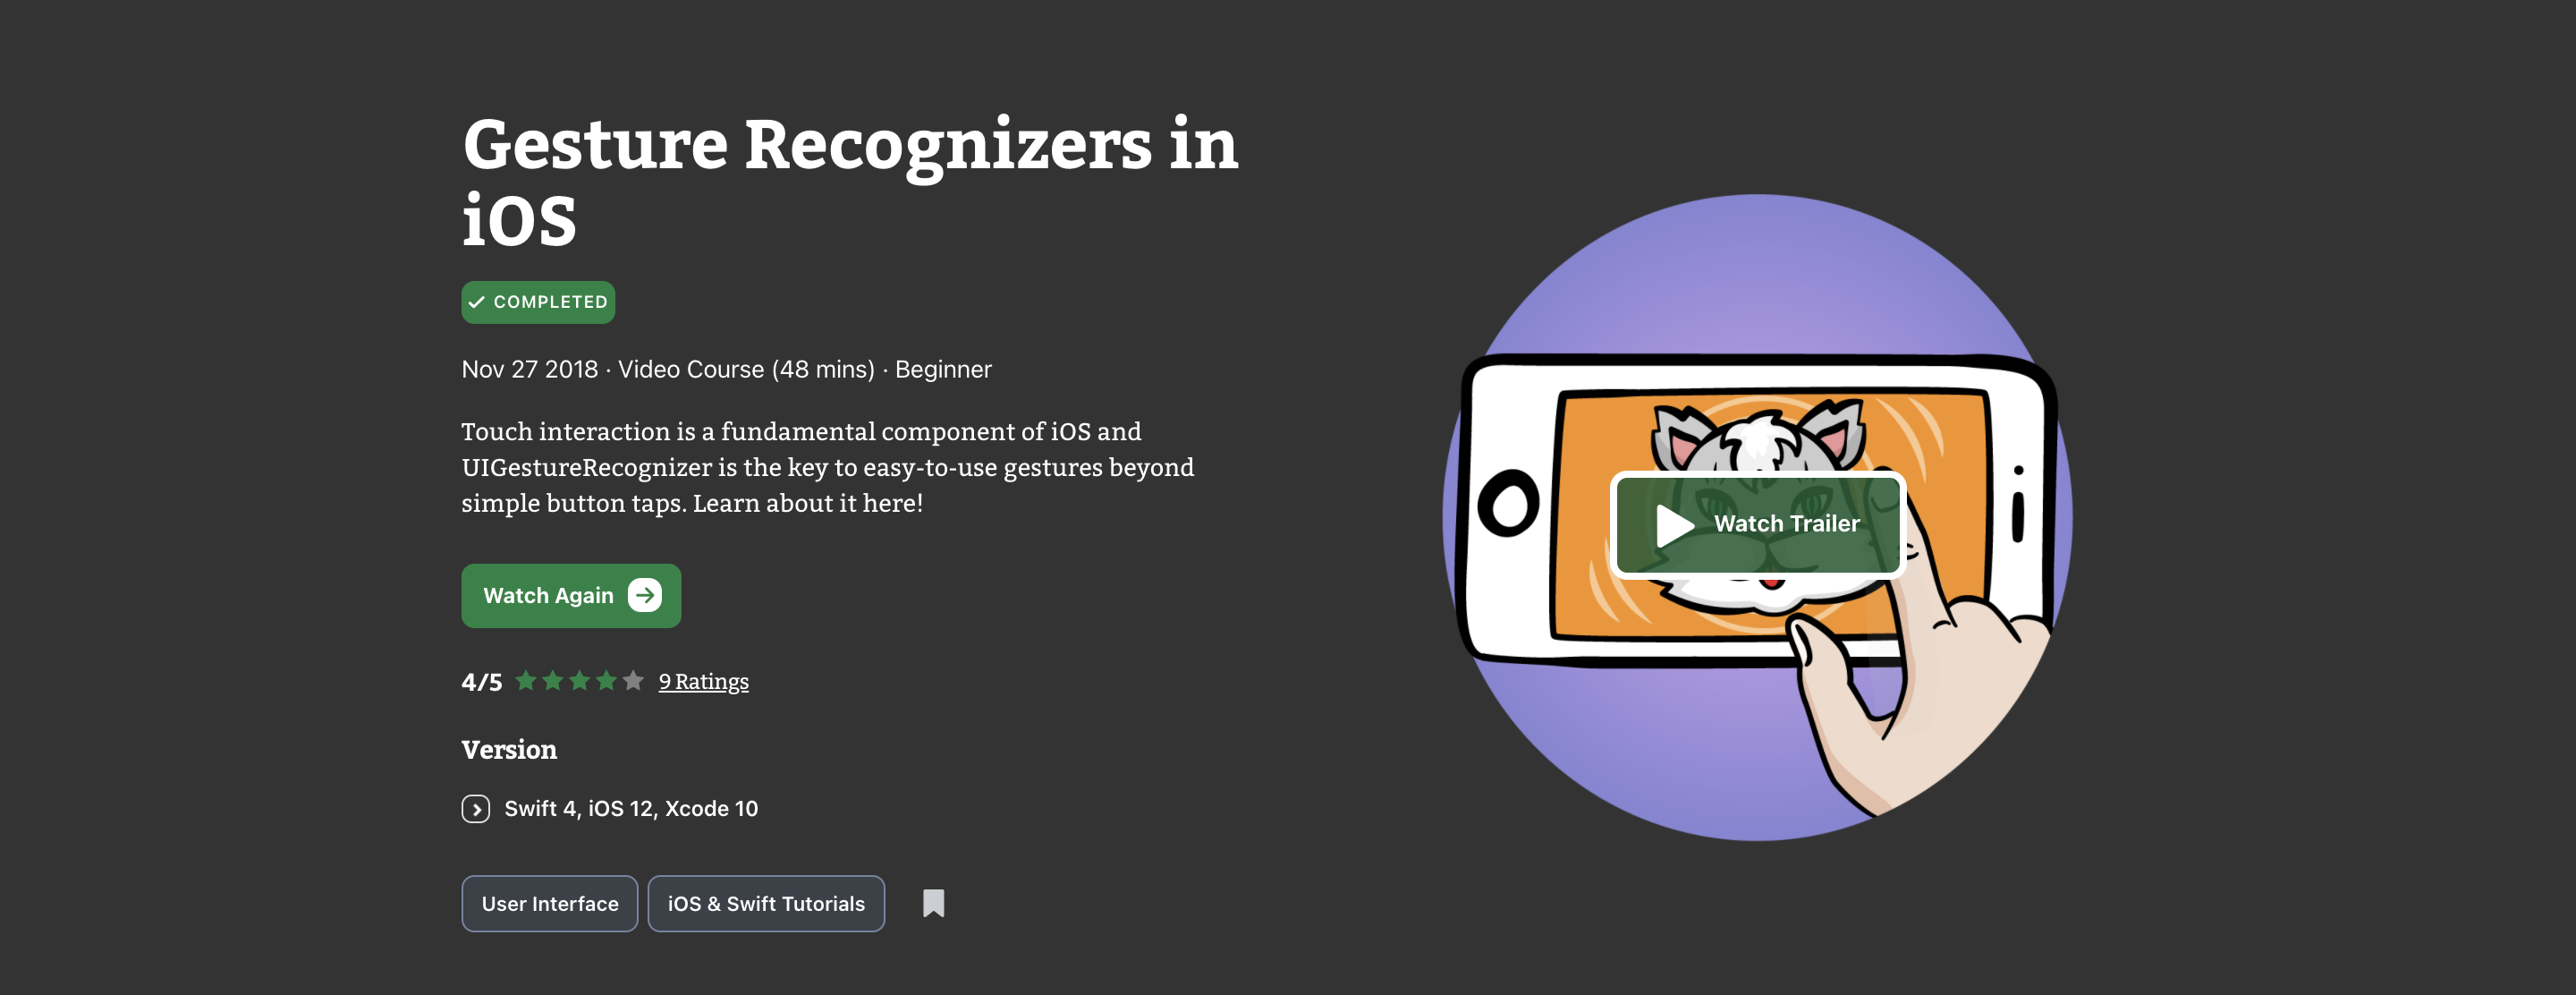 Gesture Recognizers in
iOS
COMPLETED
Nov 27 2018 · Video Course (48 mins) · Beginner
Touch interaction is a fundamental component of iOS and
UIGestureRecognizer is the key to easy-to-use gestures beyond
simple button taps. Learn about it here!
Watch Again
4/5 9 Ratings
Version
Swift 4, iOS 12, Xcode 10
User Interface
iOS & Swift Tutorials
Watch Trailer